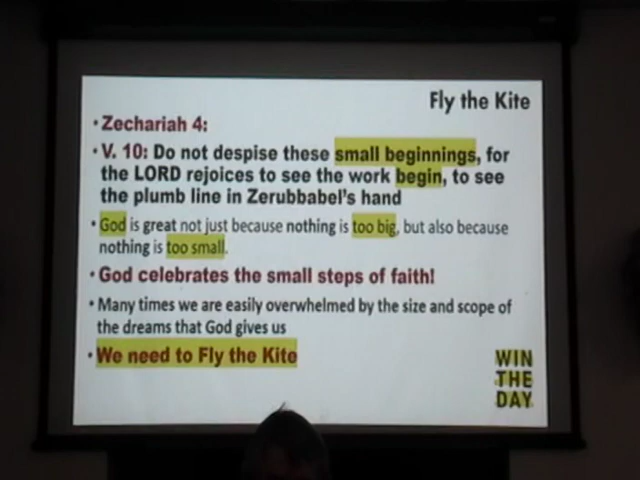 Fly the Kite
• Zechariah 4:
• V. 10: Do not despise these small beginnings, for
the LORD rejoices to see the work begin, to see
the plumb line in Zerubbabel's hand
• God is great not just because nothing is too big, but also because
nothing is too small.
• God celebrates the small steps of faith!
• Many times we are easily overwhelmed by the size and scope of
the dreams that God gives us
• We need to Fly the Kite
WIN
THE
DAY